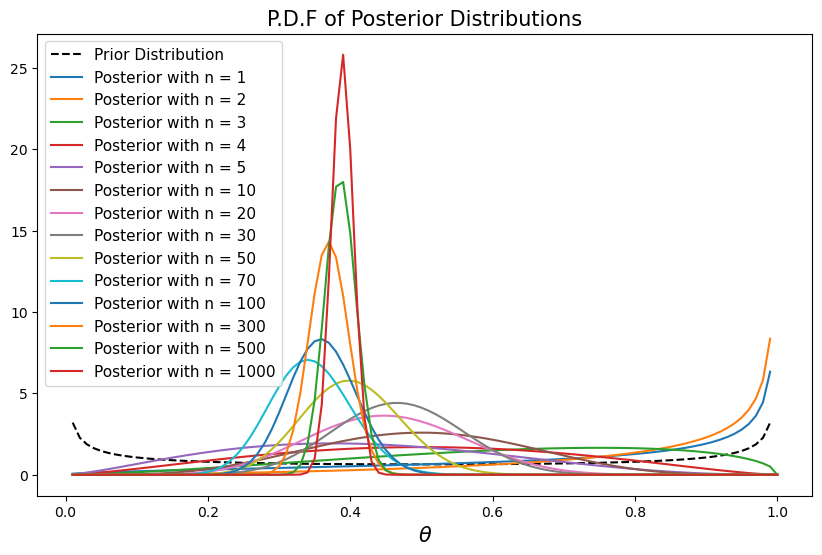 P.D.F of Posterior Distributions
Prior Distribution
Posterior with n = 1
Posterior with n = 2
Posterior with n = 3
Posterior with n = 4
Posterior with n = 5
Posterior with n = 10
Posterior with n = 20
Posterior with n = 30
Posterior with n = 50
Posterior with n = 70
Posterior with n = 100
Posterior with n = 300
Posterior with n = 500
Posterior with n = 1000
25
20
15
10
5
0
0.0 0.2 0.4 0.6 0.8 1.0
θ